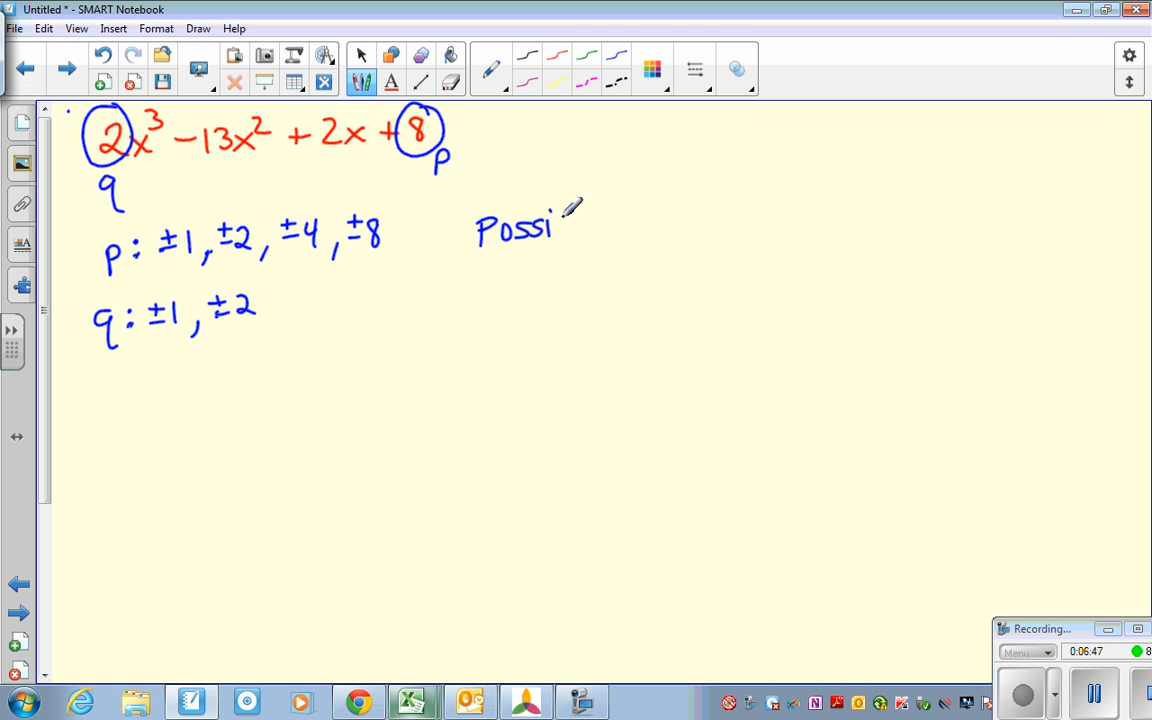 Untitled * - SMART Notebook
File Edit View Insert Format Draw Help
2x³ - 13x² + 2x + 8
p
q
p: ±1, ±2, ±4, ±8
Possi
q: ±1, ±2
Recording...
Menu
0:06:47
8